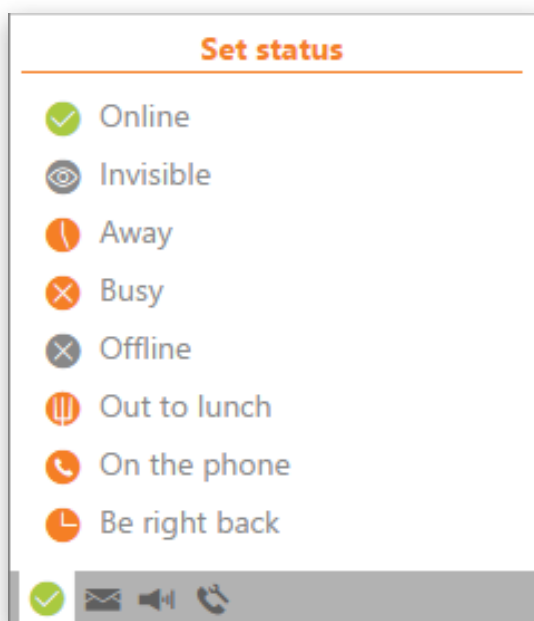 Set status
Online
Invisible
Away
Busy
Offline
Out to lunch
On the phone
Be right back